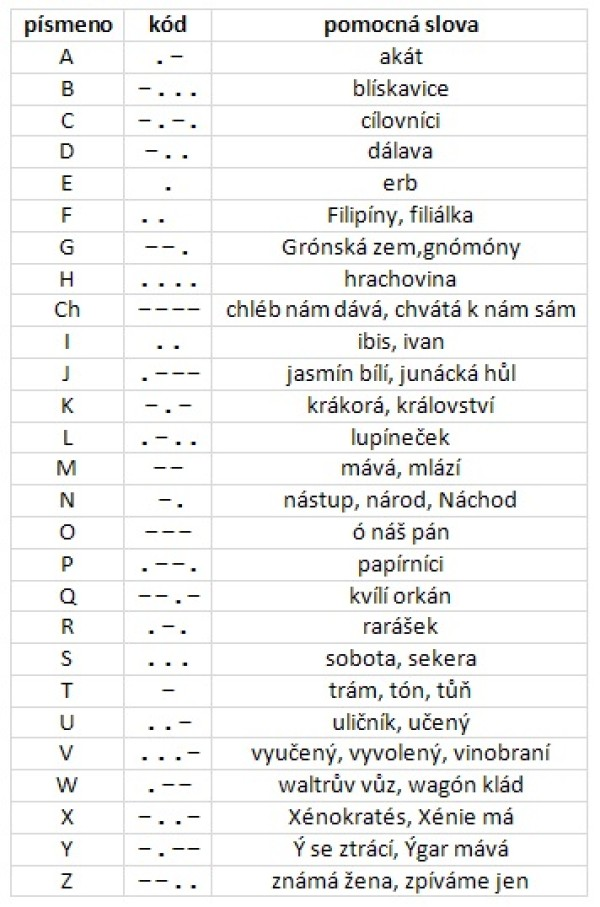 písmeno kód pomocná slova
A .− akát
B −... blískavice
C −.−. cílovníci
D −.. dálava
E . erb
F .. Filipíny, filiálka
G −−. Grónská zem,gnómóny
H .... hrachovina
Ch −−−− chléb nám dává, chvátá k nám sám
I .. ibis, ivan
J .−−− jasmín bílí, junácká hůl
K −.− krákorá, království
L .−.. lupíneček
M −− mává, mlází
N −. nástup, národ, Náchod
O −−− ó náš pán
P .−−. papírníci
Q −−.− kvílí orkán
R .−. rarášek
S ... sobota, sekera
T − trám, tón, tůň
U ..− uličník, učený
V ...− vyučený, vyvolený, vinobraní
W .−− waltrův vůz, wagón klád
X −..− Xénokratés, Xénie má
Y −.−− Ý se ztrácí, Ýgar mává
Z −−.. známá žena, zpíváme jen